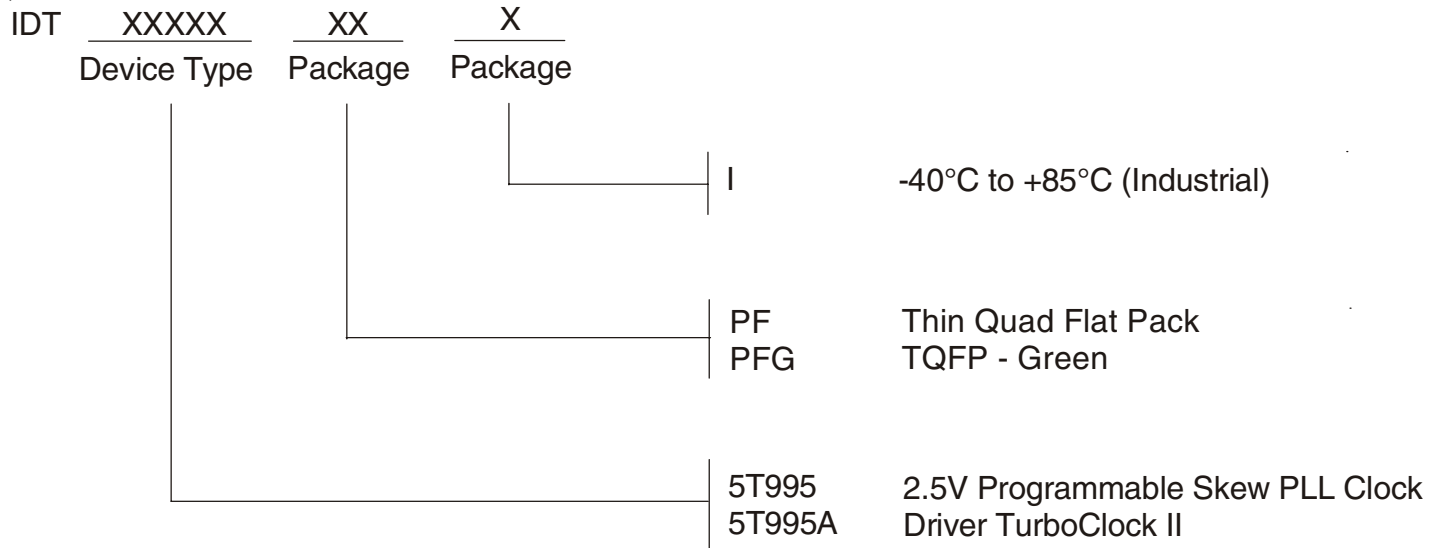 IDT XXXXX XX X
Device Type Package Package
I -40°C to +85°C (Industrial)
PF Thin Quad Flat Pack
PFG TQFP - Green
5T995 2.5V Programmable Skew PLL Clock
5T995A Driver TurboClock II